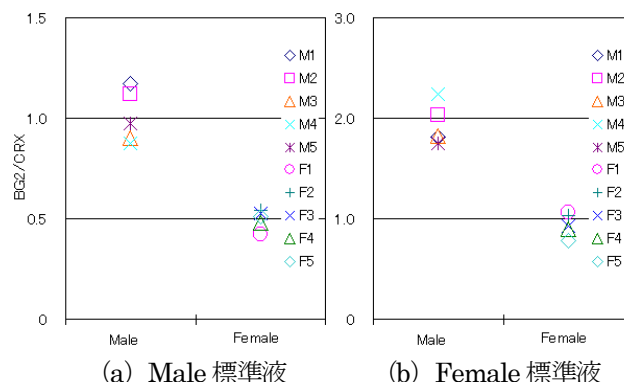 1.5
1.0
0.5
0
BG2/CRX
Male
Female
M1
M2
M3
M4
M5
F1
F2
F3
F4
F5
(a) Male 標準液
3.0
2.0
1.0
0
Male
Female
M1
M2
M3
M4
M5
F1
F2
F3
F4
F5
(b) Female 標準液